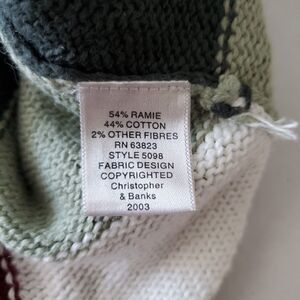 54% RAMIE
44% COTTON
2% OTHER FIBRES
RN 63823
STYLE 5098
FABRIC DESIGN
COPYRIGHTED
Christopher
& Banks
2003